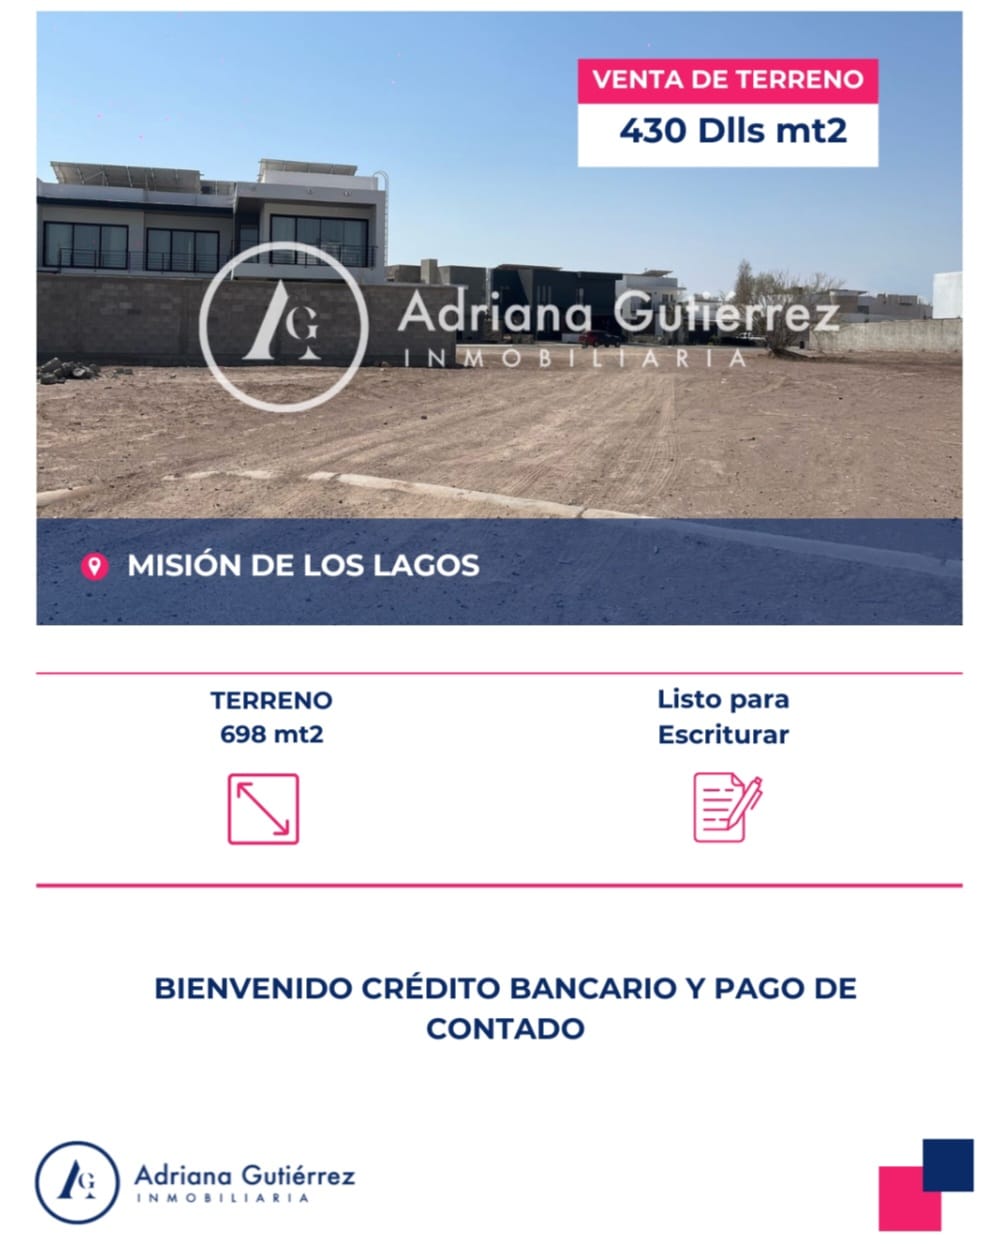 VENTA DE TERRENO
430 Dlls mt2
AG
Adriana Gutiérrez
INMOBILIARIA
MISIÓN DE LOS LAGOS
TERRENO
698 mt2
Listo para
Escriturar
BIENVENIDO CRÉDITO BANCARIO Y PAGO DE
CONTADO
AG
Adriana Gutiérrez
INMOBILIARIA